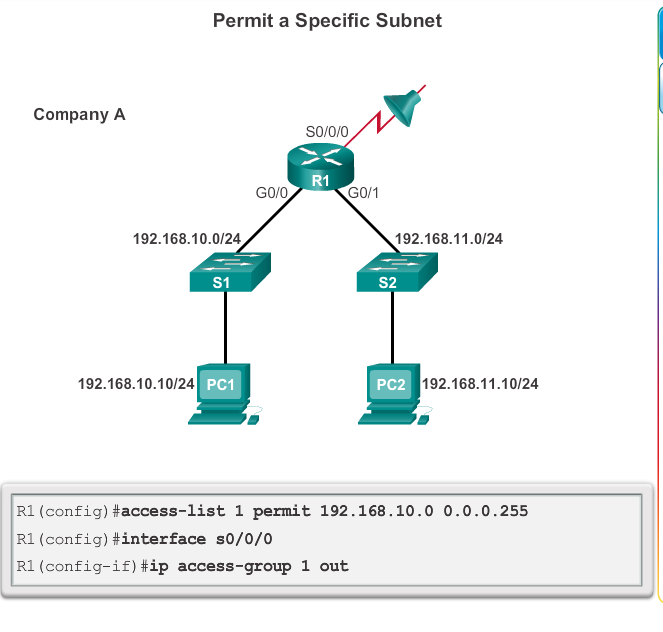 Permit a Specific Subnet
Company A
S0/0/0
R1
G0/0
G0/1
192.168.10.0/24
192.168.11.0/24
S1
S2
192.168.10.10/24
PC1
PC2
192.168.11.10/24
R1(config)#access-list 1 permit 192.168.10.0 0.0.0.255
R1(config)#interface s0/0/0
R1(config-if)#ip access-group 1 out